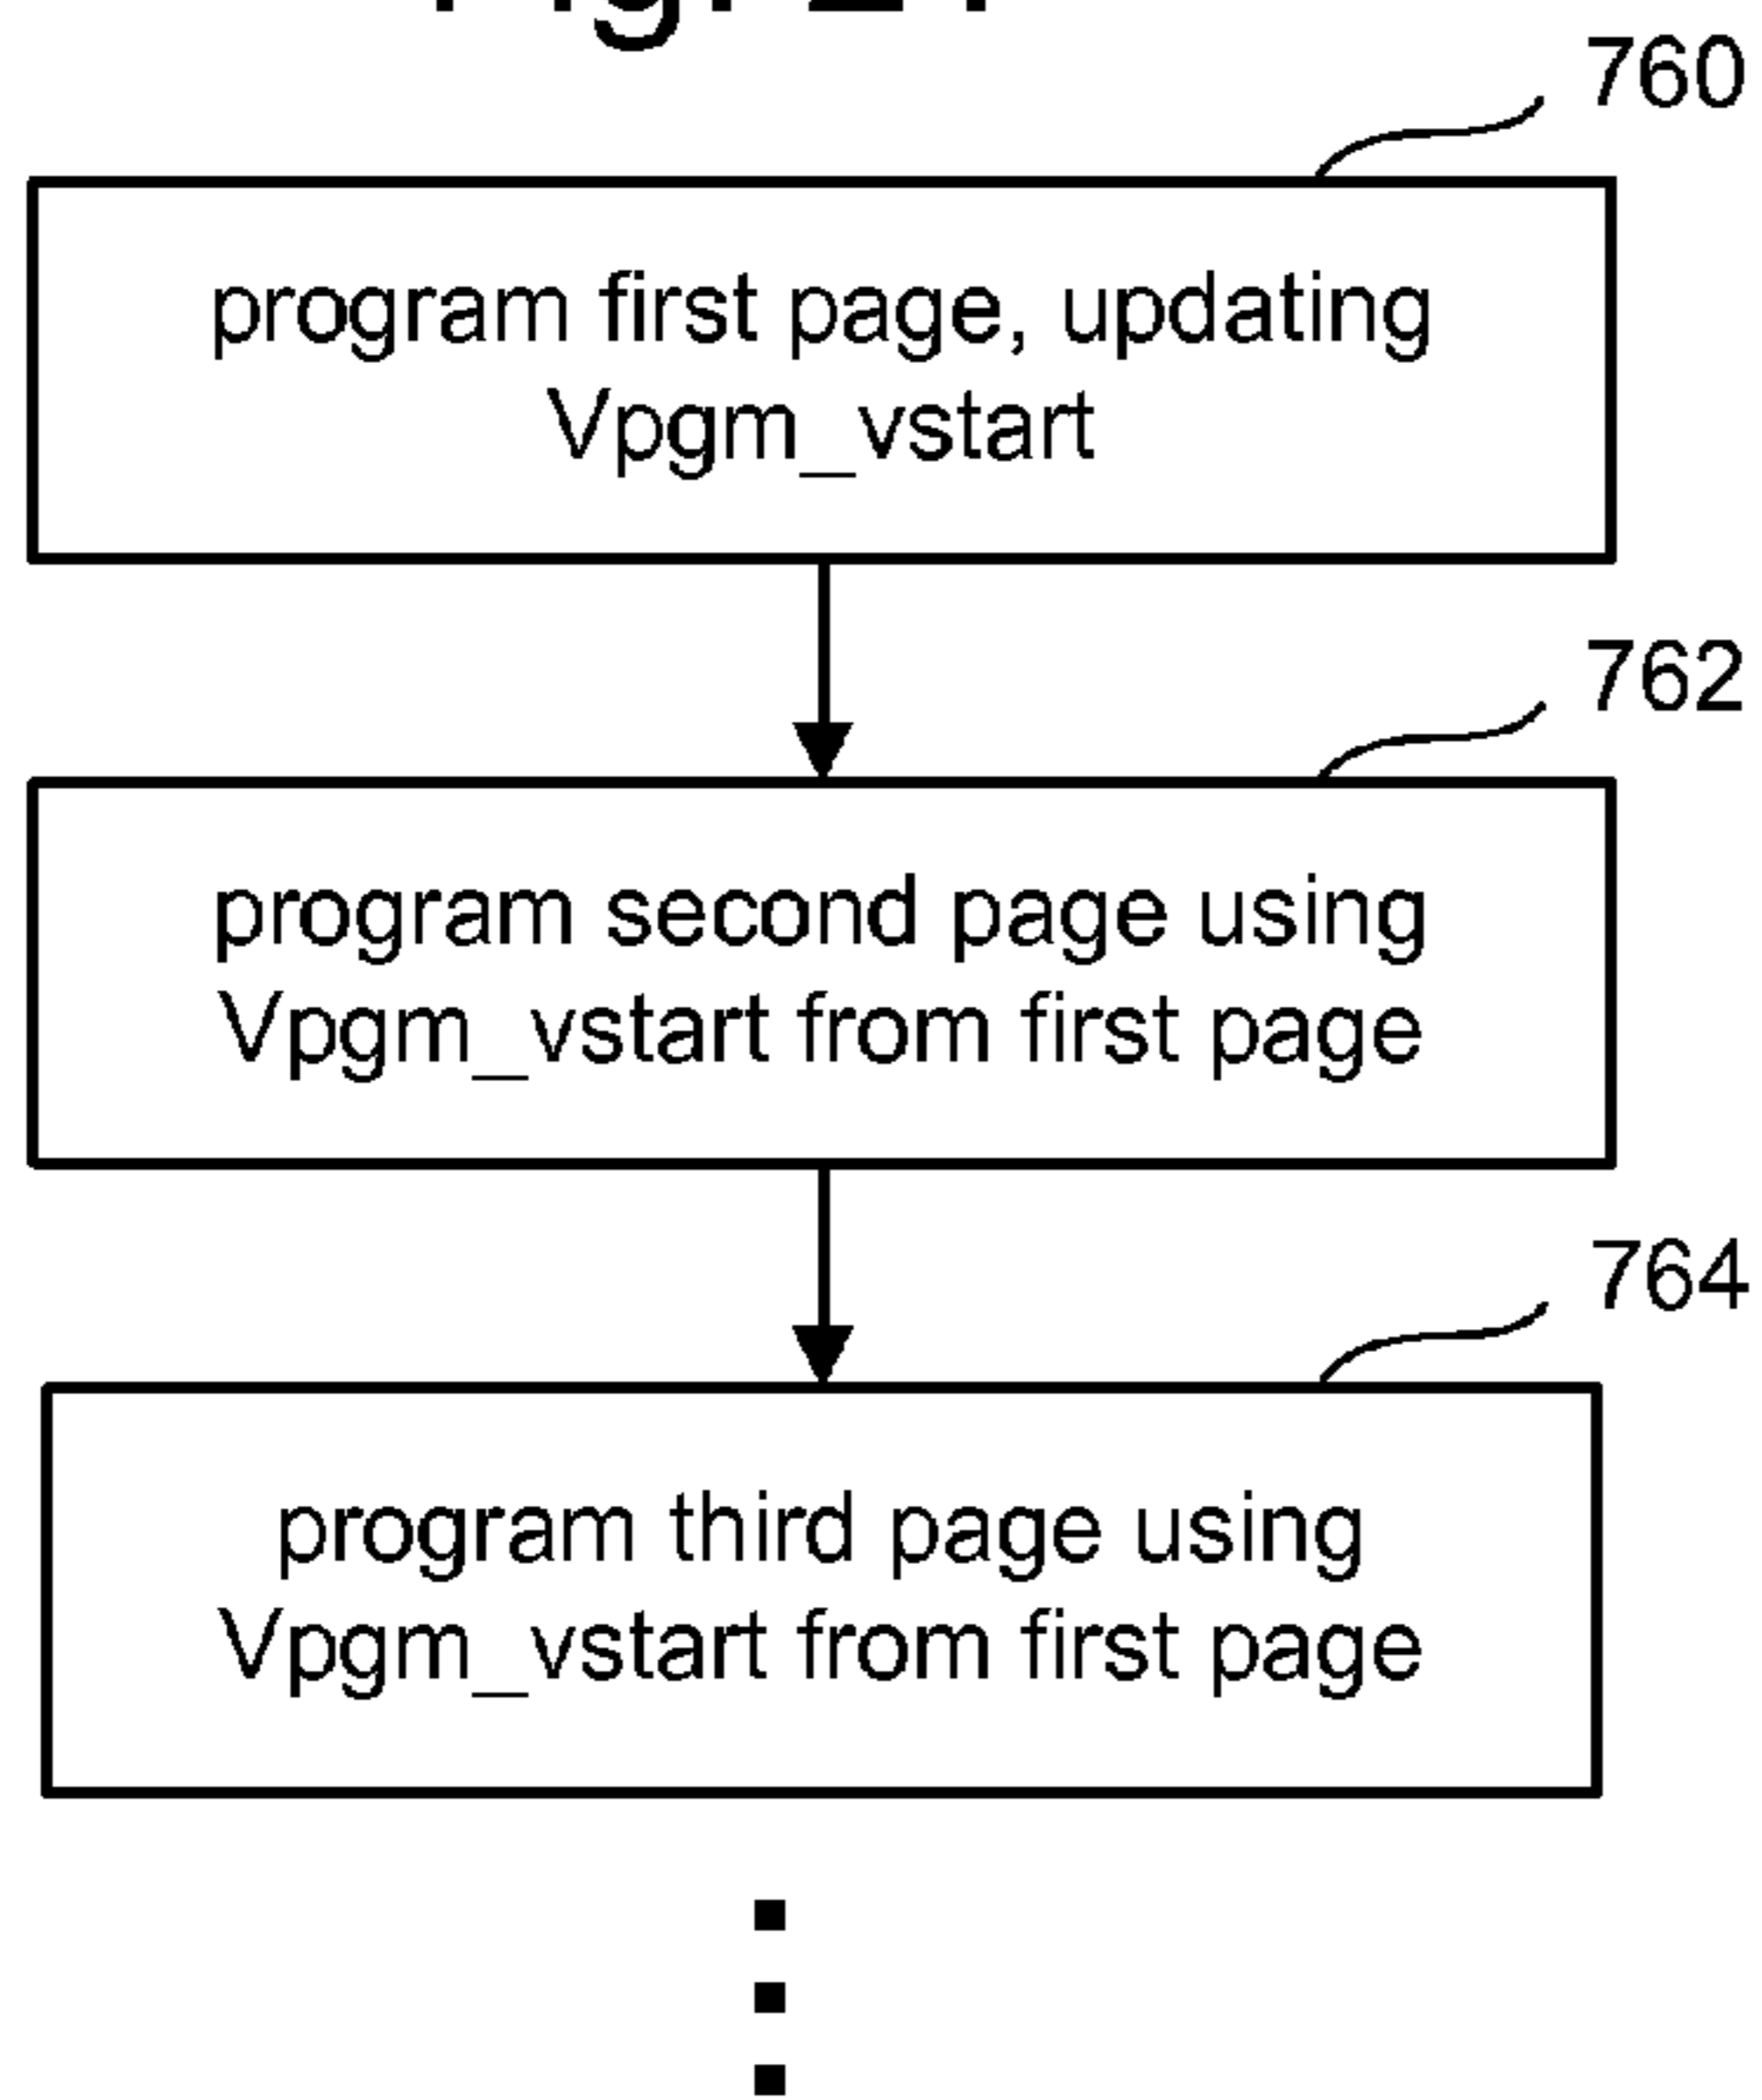 760
program first page, updating
Vpgm_vstart
762
program second page using
Vpgm_vstart from first page
764
program third page using
Vpgm_vstart from first page